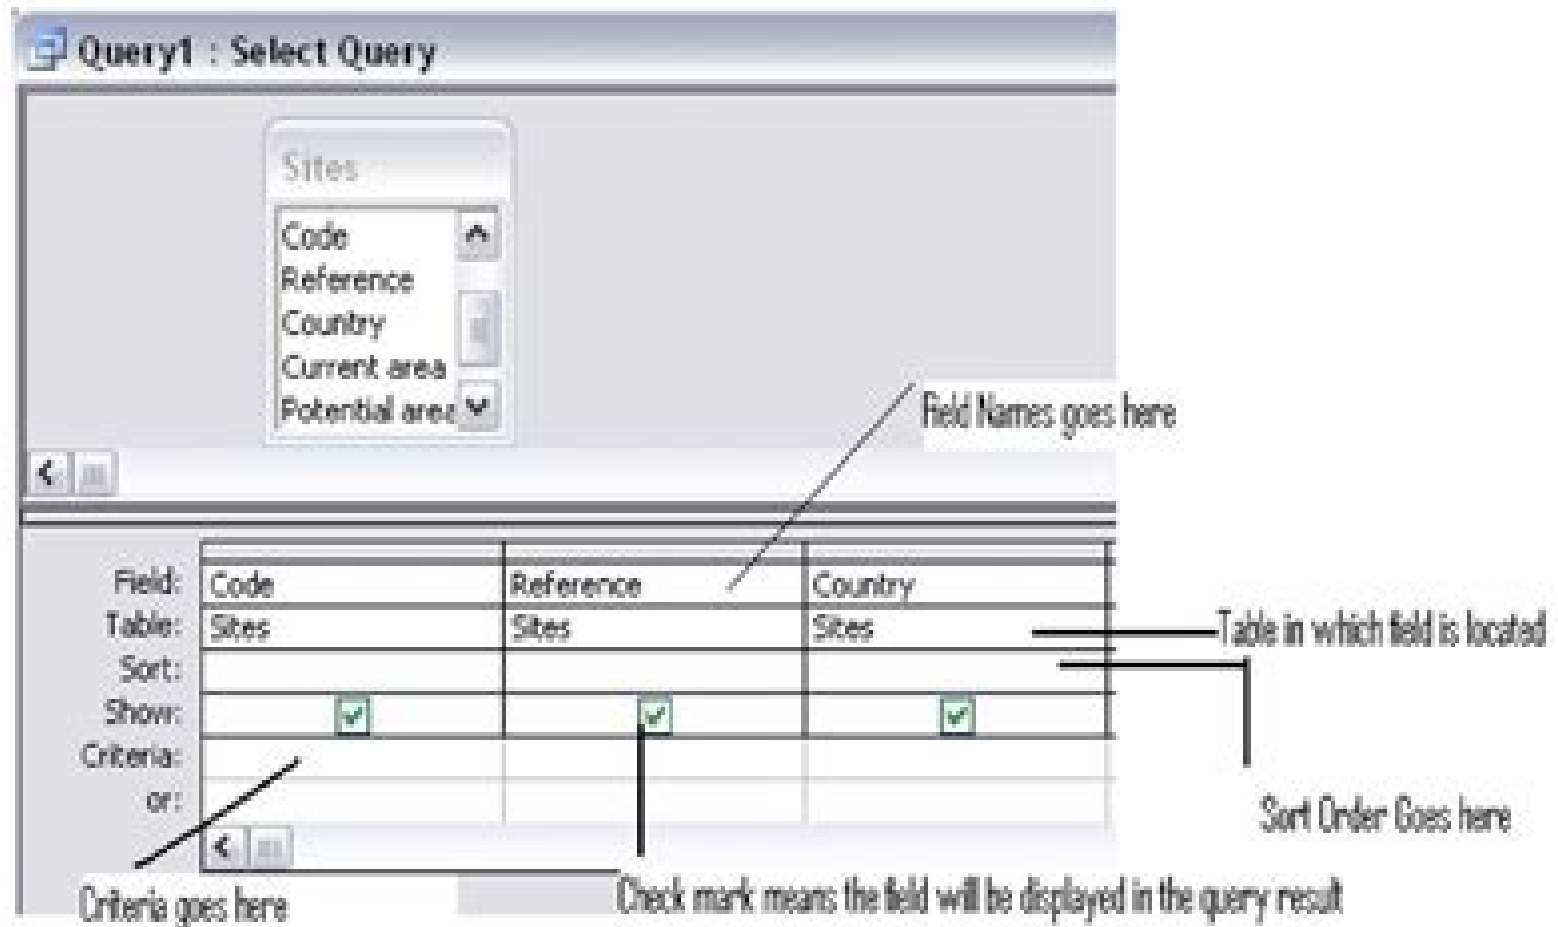 Query1 : Select Query
Sites
Code
Reference
Country
Current area
Potential area
Field Names goes here
Field: Code Reference Country
Table: Sites Sites Sites
Table in which field is located
Sort:
Show:
Criteria:
or:
Sort Order Goes here
Criteria goes here
Check mark means the field will be displayed in the query result